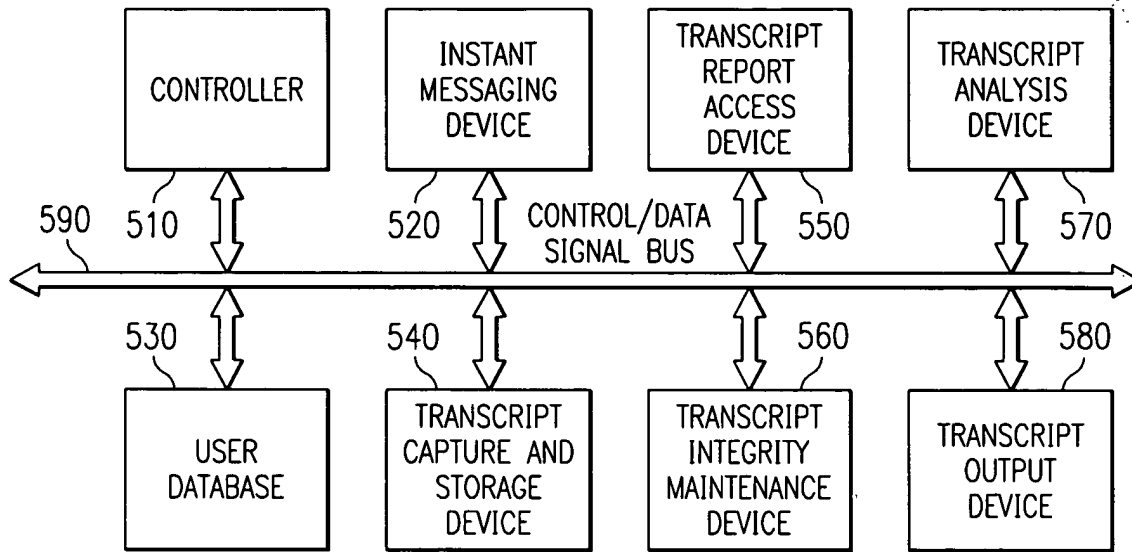 CONTROLLER
INSTANT
MESSAGING
DEVICE
TRANSCRIPT
REPORT
ACCESS
DEVICE
TRANSCRIPT
ANALYSIS
DEVICE
590
510
520
CONTROL/DATA
SIGNAL BUS
550
570
530
540
560
580
USER
DATABASE
TRANSCRIPT
CAPTURE AND
STORAGE
DEVICE
TRANSCRIPT
INTEGRITY
MAINTENANCE
DEVICE
TRANSCRIPT
OUTPUT
DEVICE